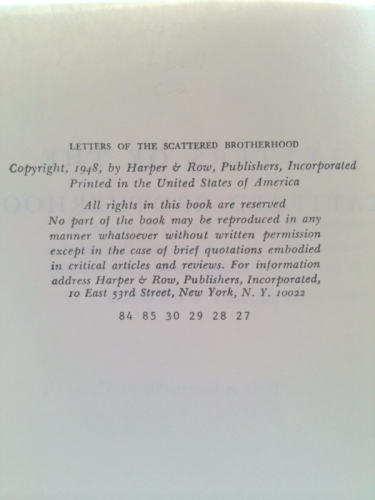 LETTERS OF THE SCATTERED BROTHERHOOD
Copyright, 1948, by Harper & Row, Publishers, Incorporated
Printed in the United States of America
All rights in this book are reserved
No part of the book may be reproduced in any
manner whatsoever without written permission
except in the case of brief quotations embodied
in critical articles and reviews. For information
address Harper & Row, Publishers, Incorporated,
10 East 53rd Street, New York, N. Y. 10022
84 85 30 29 28 27